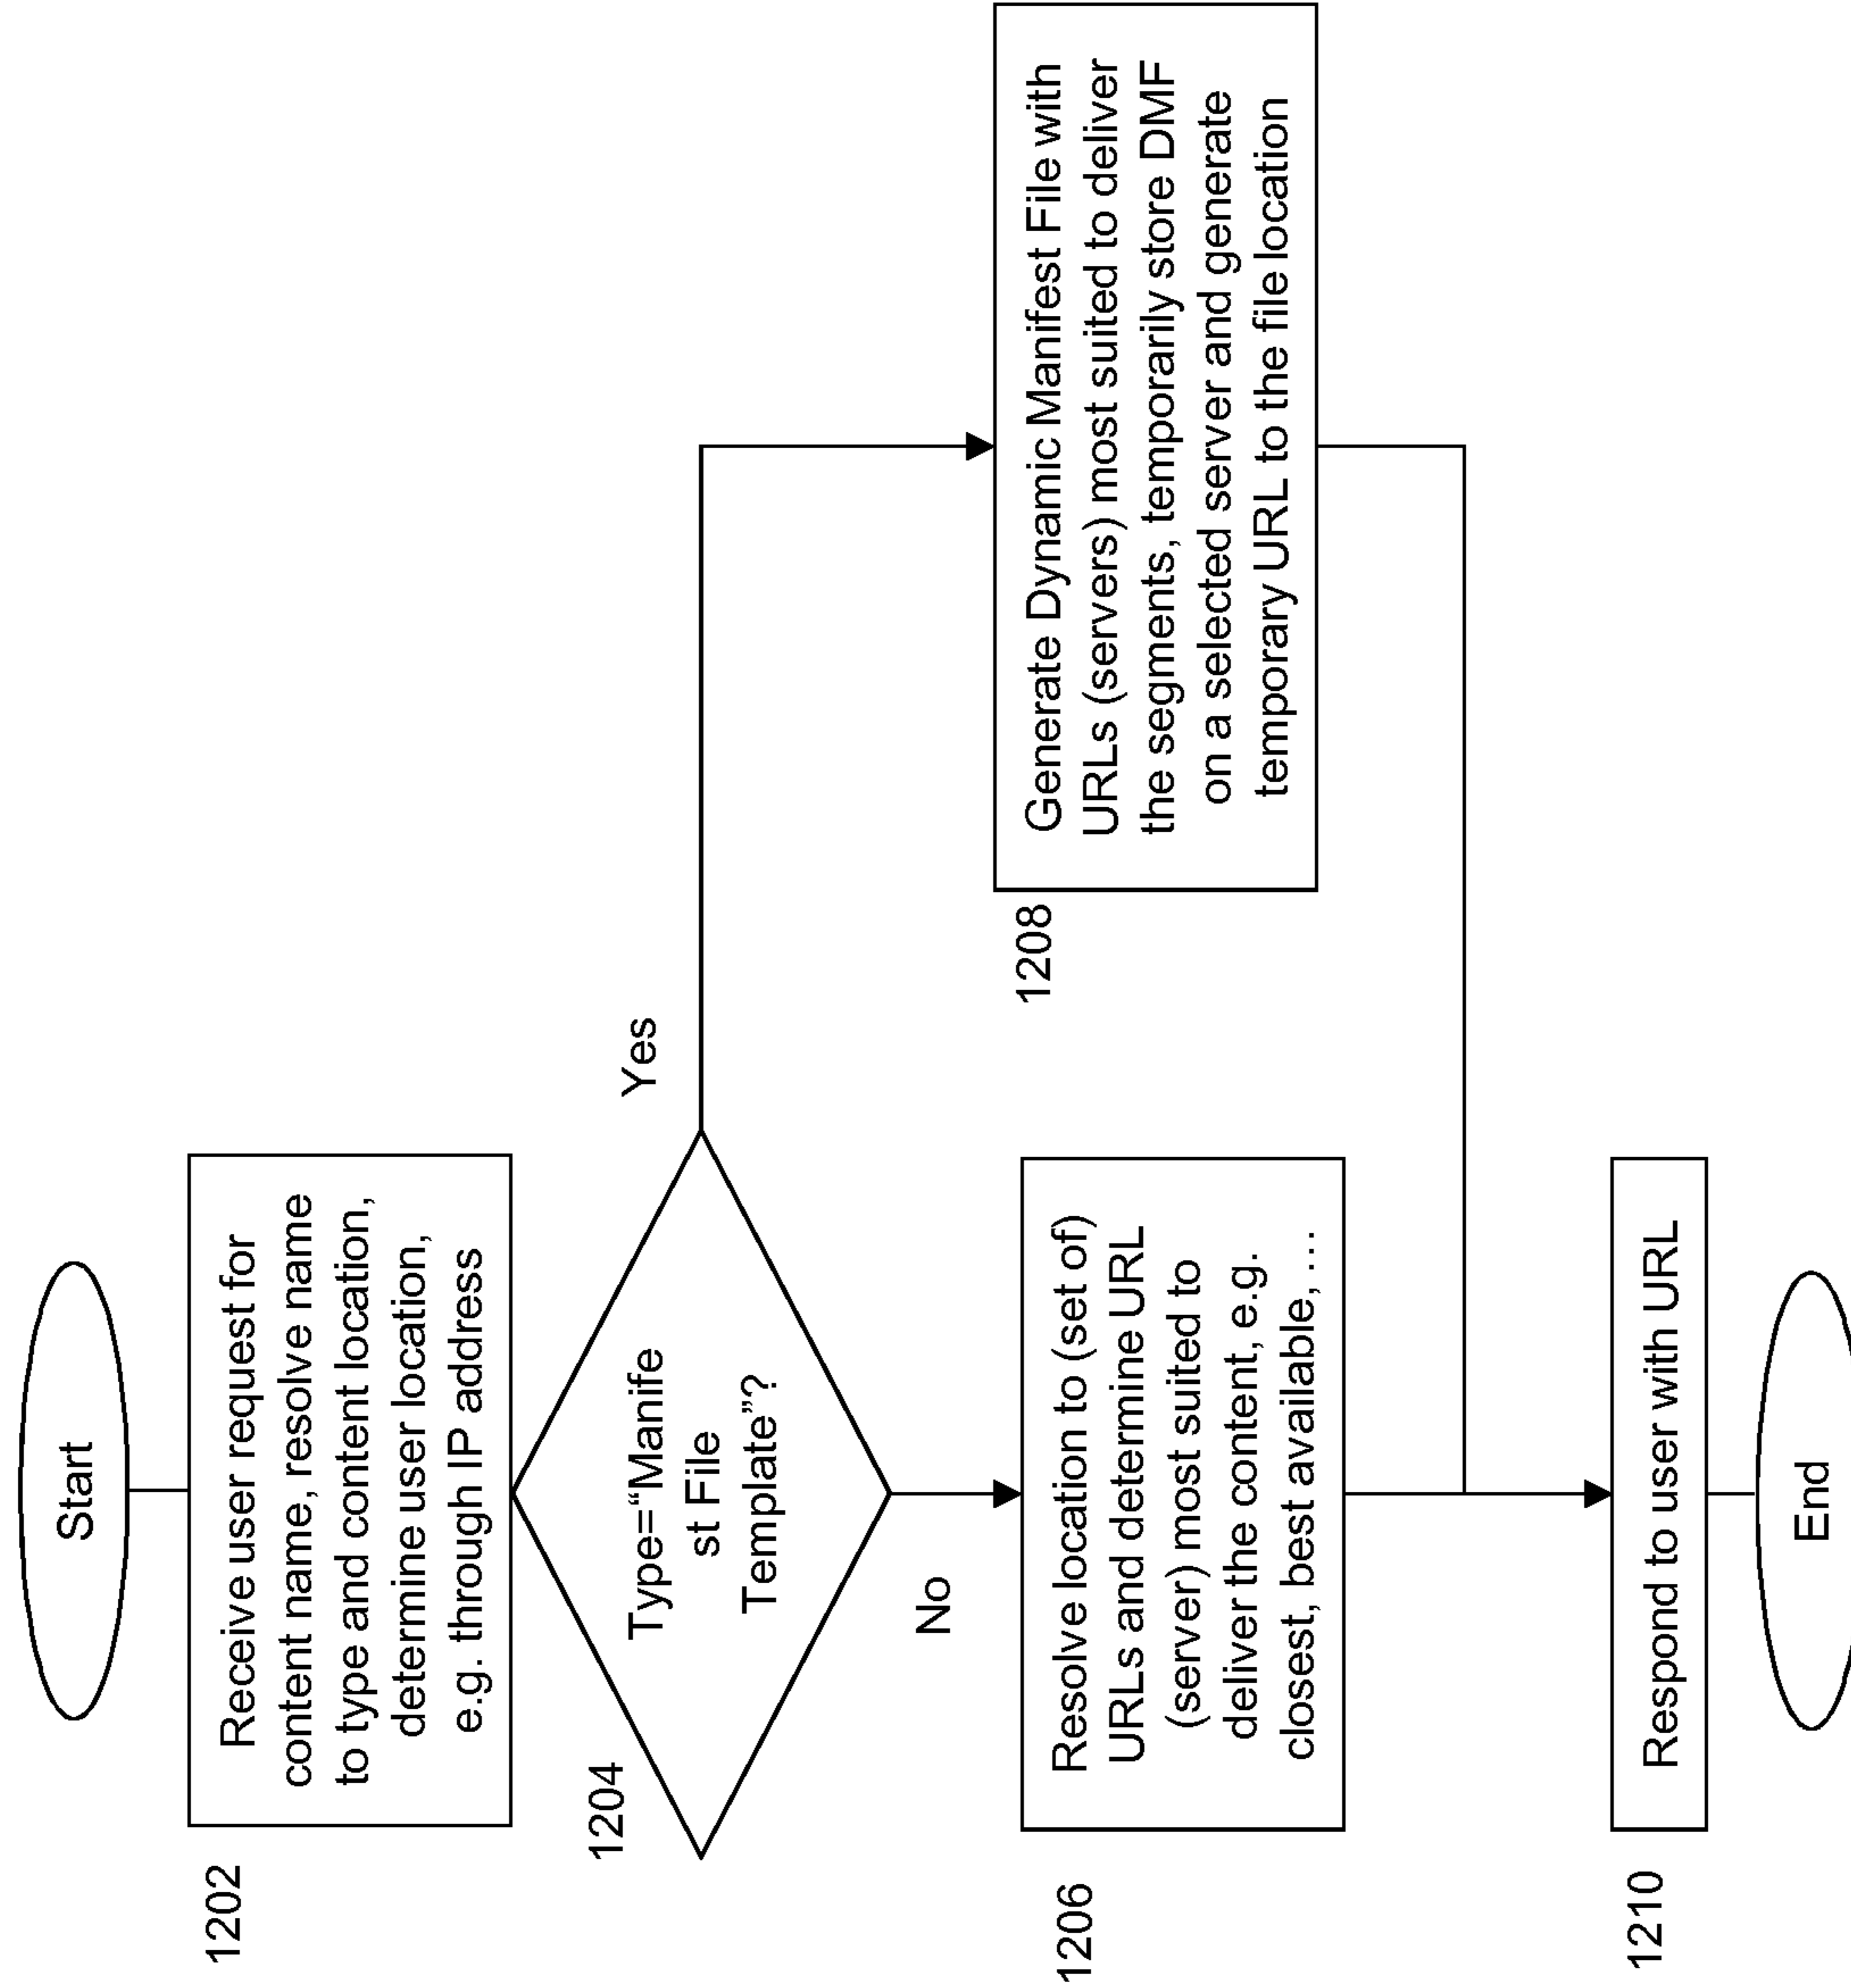 Start
1202
Receive user request for
content name, resolve name
to type and content location,
determine user location,
e.g. through IP address
1204
Type=“Manife
st File
Template”?
Yes
No
1206
Resolve location to (set of)
URLs and determine URL
(server) most suited to
deliver the content, e.g.
closest, best available,…
1208
Generate Dynamic Manifest File with
URLs (servers) most suited to deliver
the segments, temporarily store DMF
on a selected server and generate
temporary URL to the file location
1210
Respond to user with URL
End